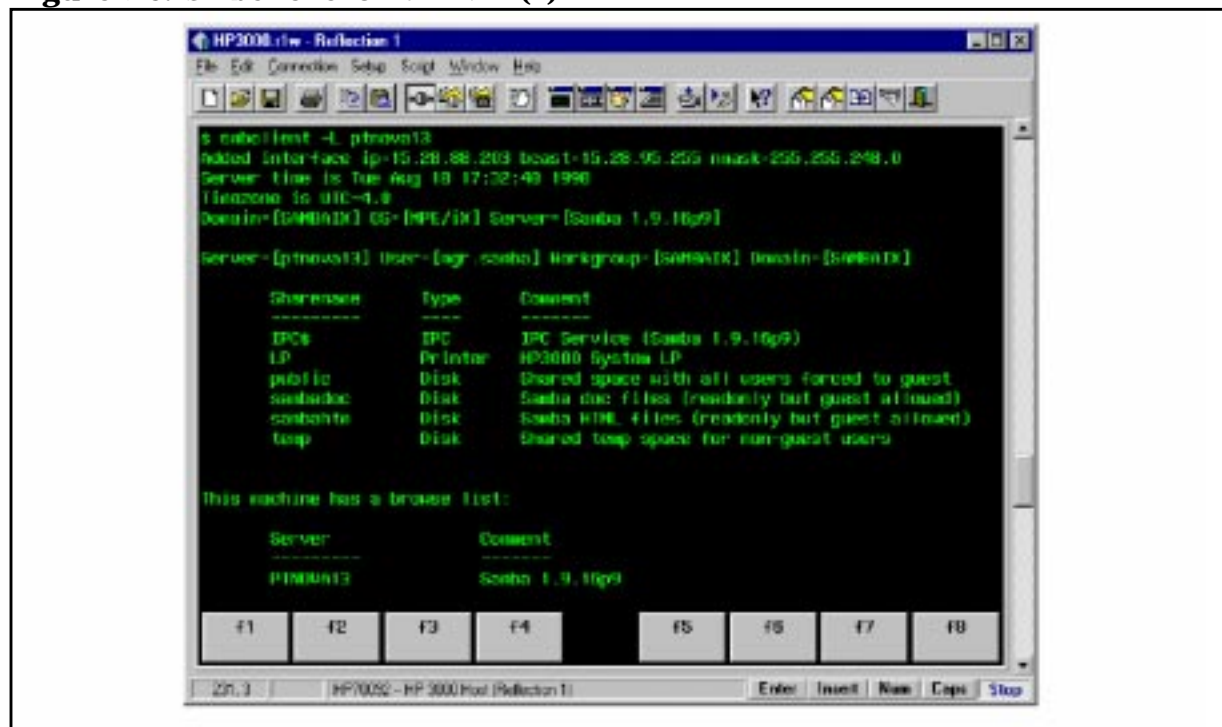 HP3000.r1w - Reflection 1
File Edit Connection Setup Script Window Help
$ smbclient -L ptnova13
Added interface ip=15.28.88.203 bcast=15.28.95.255 nmask=255.255.248.0
Server time is Tue Aug 18 17:32:48 1998
Timezone is UTC-4.0
Domain=[SAMBAIX] OS=[MPE/iX] Server=[Samba 1.9.16p9]
Server=[ptnova13] User=[mgr.samba] Workgroup=[SAMBAIX] Domain=[SAMBAIX]
Sharename Type Comment
--------- ---- -------
IPC$ IPC IPC Service (Samba 1.9.16p9)
LP Printer HP3000 System LP
public Disk Shared space with all users forced to guest
sambadoc Disk Samba doc files (readonly but guest allowed)
sambahtm Disk Samba HTML files (readonly but guest allowed)
temp Disk Shared temp space for non-guest users
This machine has a browse list:
Server Comment
--------- -------
PTNOVA13 Samba 1.9.16p9
f1 f2 f3 f4 f5 f6 f7 f8
231, 3 HP70092 - HP 3000 Host (Reflection 1) Enter Insert Num Caps Stop